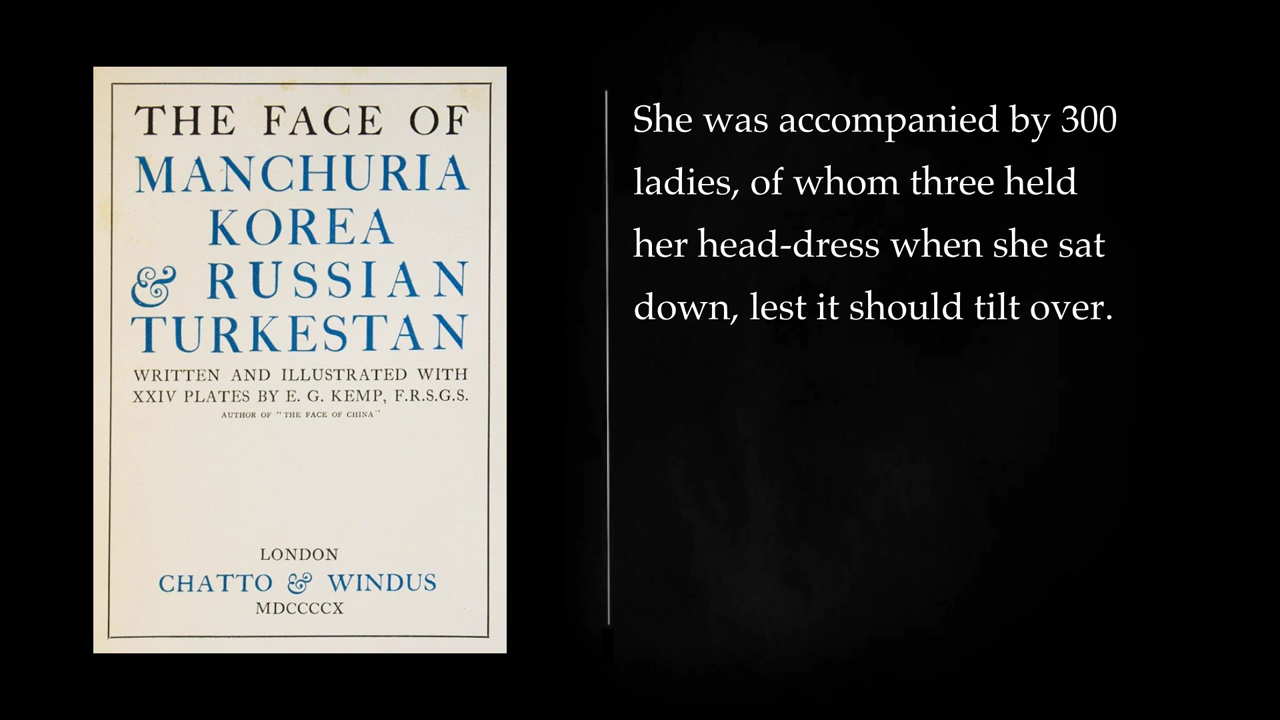 THE FACE OF
MANCHURIA
KOREA
& RUSSIAN
TURKESTAN
WRITTEN AND ILLUSTRATED WITH
XXIV PLATES BY E. G. KEMP, F.R.S.G.S.
AUTHOR OF "THE FACE OF CHINA"
LONDON
CHATTO & WINDUS
MDCCCCX
She was accompanied by 300
ladies, of whom three held
her head-dress when she sat
down, lest it should tilt over.